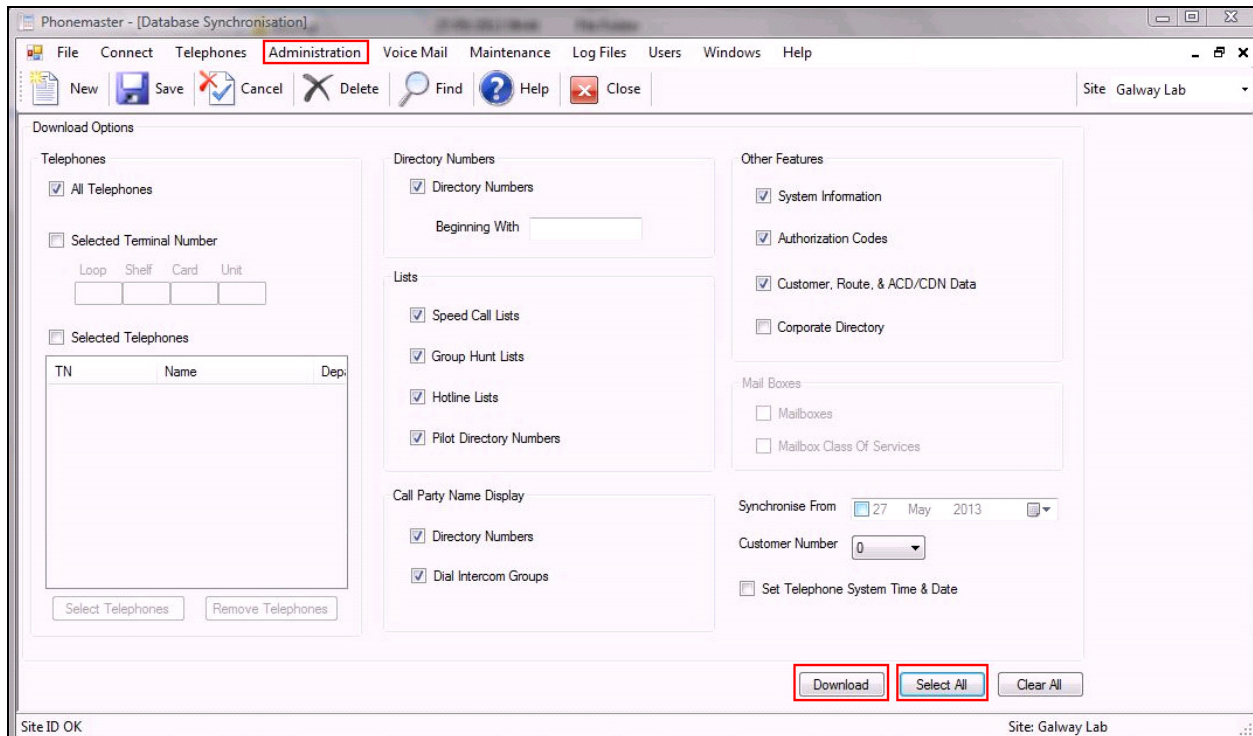 Phonemaster - [Database Synchronisation]
File Connect Telephones Administration Voice Mail Maintenance Log Files Users Windows Help
New Save Cancel Delete Find Help Close Site Galway Lab
Download Options
Telephones
All Telephones
Selected Terminal Number
Loop Shelf Card Unit
Selected Telephones
TN Name Depa
Select Telephones Remove Telephones
Directory Numbers
Directory Numbers
Beginning With
Lists
Speed Call Lists
Group Hunt Lists
Hotline Lists
Pilot Directory Numbers
Call Party Name Display
Directory Numbers
Dial Intercom Groups
Other Features
System Information
Authorization Codes
Customer, Route, & ACD/CDN Data
Corporate Directory
Mail Boxes
Mailboxes
Mailbox Class Of Services
Synchronise From 27 May 2013
Customer Number 0
Set Telephone System Time & Date
Download Select All Clear All
Site ID OK Site: Galway Lab